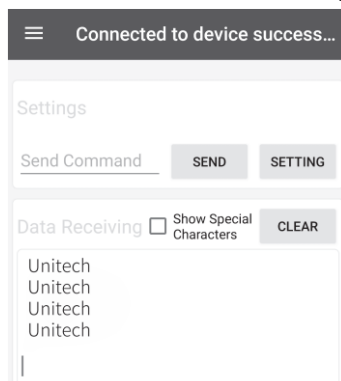 Connected to device success...
Settings
Send Command
SEND
SETTING
Data Receiving
Show Special
Characters
CLEAR
Unitech
Unitech
Unitech
Unitech